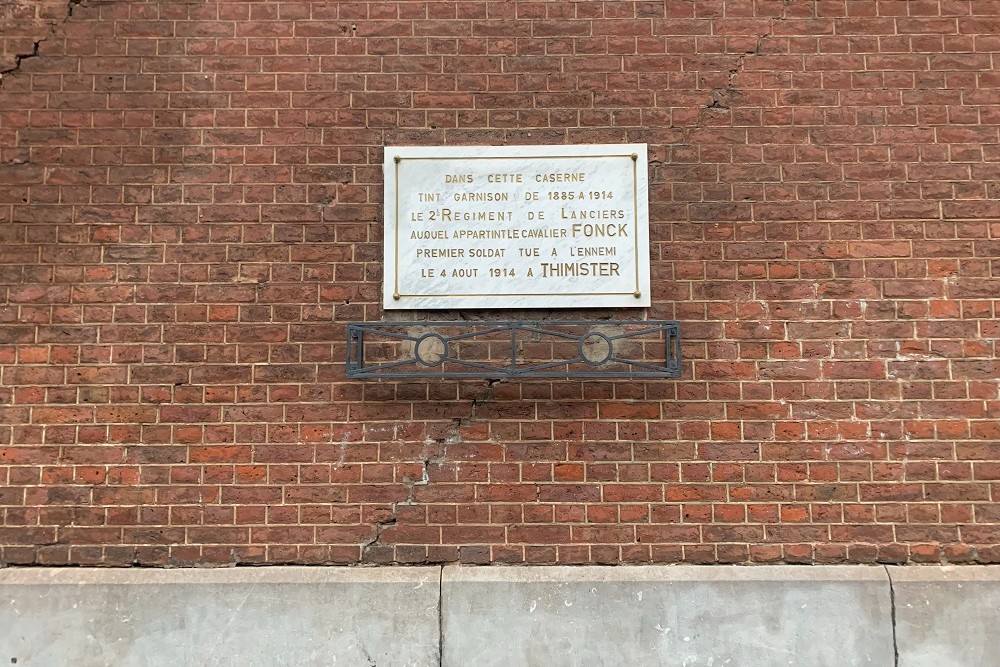 DANS CETTE CASERNE
TINT GARNISON DE 1885 A 1914
LE 2E REGIMENT DE LANCIERS
AUQUEL APPARTINT LE CAVALIER FONCK
PREMIER SOLDAT TUE A L'ENNEMI
LE 4 AOUT 1914 A THIMISTER